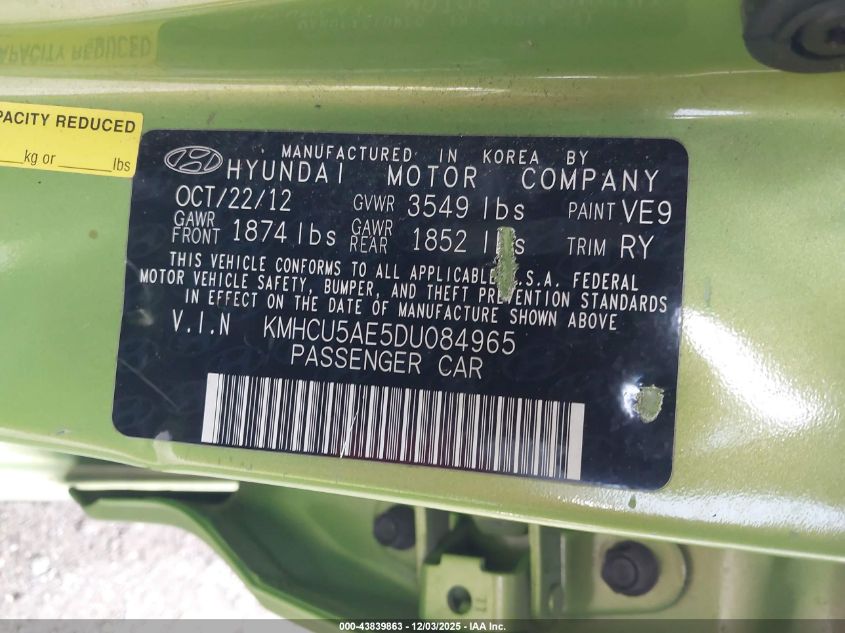 CAPACITY REDUCED
PACITY REDUCED
kg or lbs
MANUFACTURED IN KOREA BY
HYUNDAI MOTOR COMPANY
OCT/22/12 GVWR 3549 lbs PAINT VE9
GAWR FRONT 1874 lbs GAWR REAR 1852 TRIM RY
THIS VEHICLE CONFORMS TO ALL APPLICABLE .S.A. FEDERAL
MOTOR VEHICLE SAFETY, BUMPER, AND THEFT PREVENTION STANDARDS
IN EFFECT ON THE DATE OF MANUFACTURE SHOWN ABOVE
V.I.N KMHCU5AE5DU084965
PASSENGER CAR
000-43839863 - 12/03/2025 - IAA Inc.